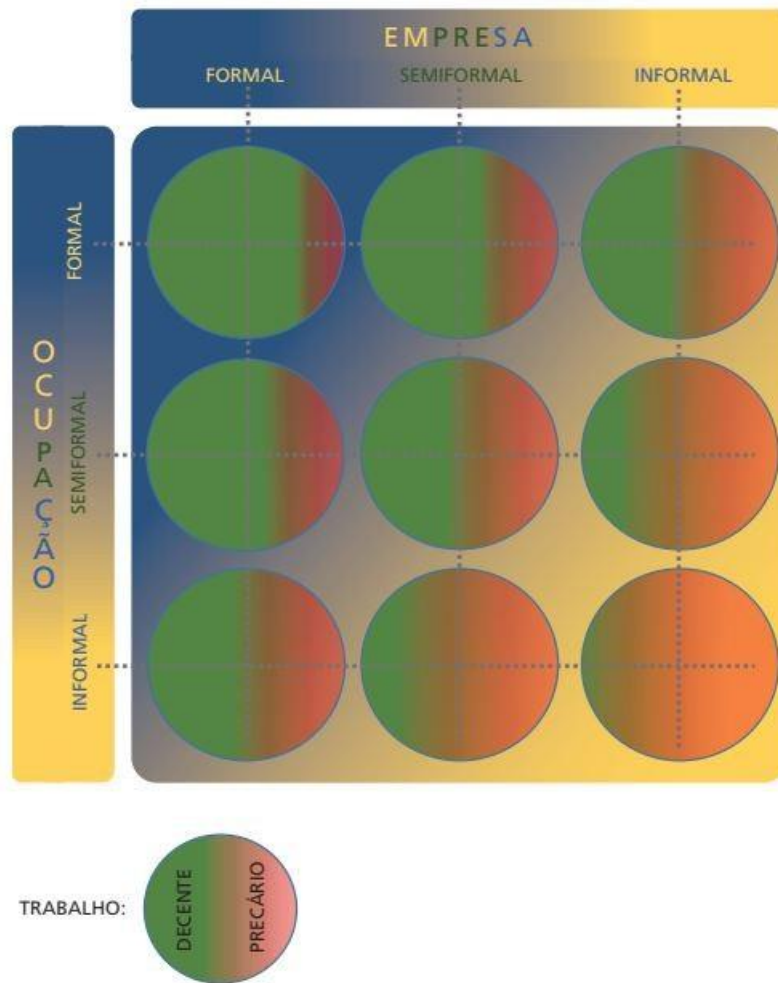 EMPRESA
FORMAL SEMIFORMAL INFORMAL
OCUPAÇÃO
FORMAL
SEMIFORMAL
INFORMAL
TRABALHO:
DECENTE
PRECÁRIO